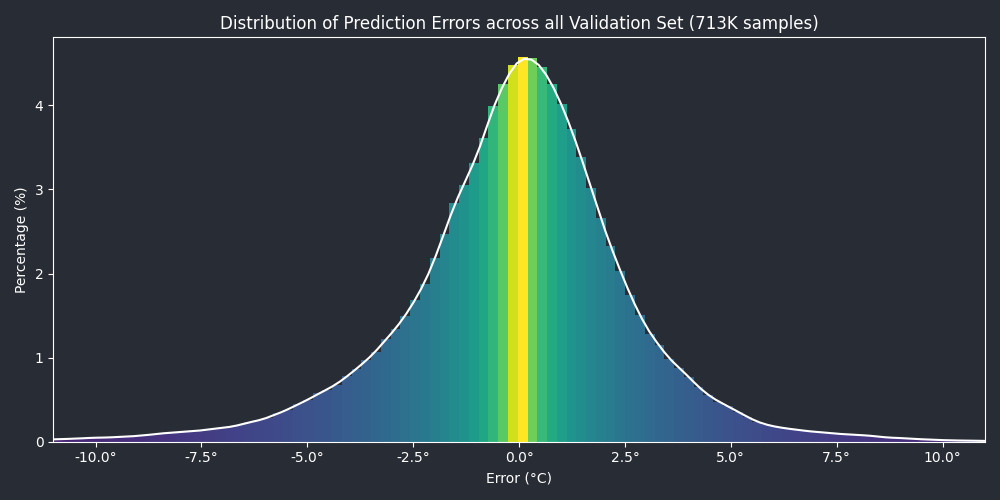 Distribution of Prediction Errors across all Validation Set (713K samples)
Percentage (%)
4
3
2
1
0
-10.0° -7.5° -5.0° -2.5° 0.0° 2.5° 5.0° 7.5° 10.0°
Error (°C)